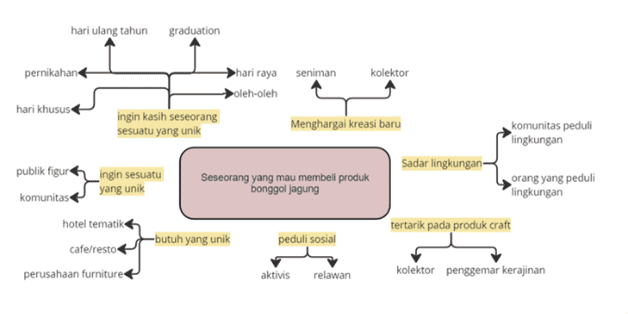 hari ulang tahun
graduation
pernikahan
hari raya
oleh-oleh
hari khusus
ingin kasih seseorang
sesuatu yang unik
seniman
kolektor
Menghargai kreasi baru
komunitas peduli
lingkungan
Sadar lingkungan
orang yang peduli
lingkungan
publik figur
komunitas
ingin sesuatu
yang unik
Seseorang yang mau membeli produk
bonggol jagung
hotel tematik
cafe/resto
perusahaan furniture
butuh yang unik
peduli sosial
aktivis
relawan
tertarik pada produk craft
kolektor
penggemar kerajinan